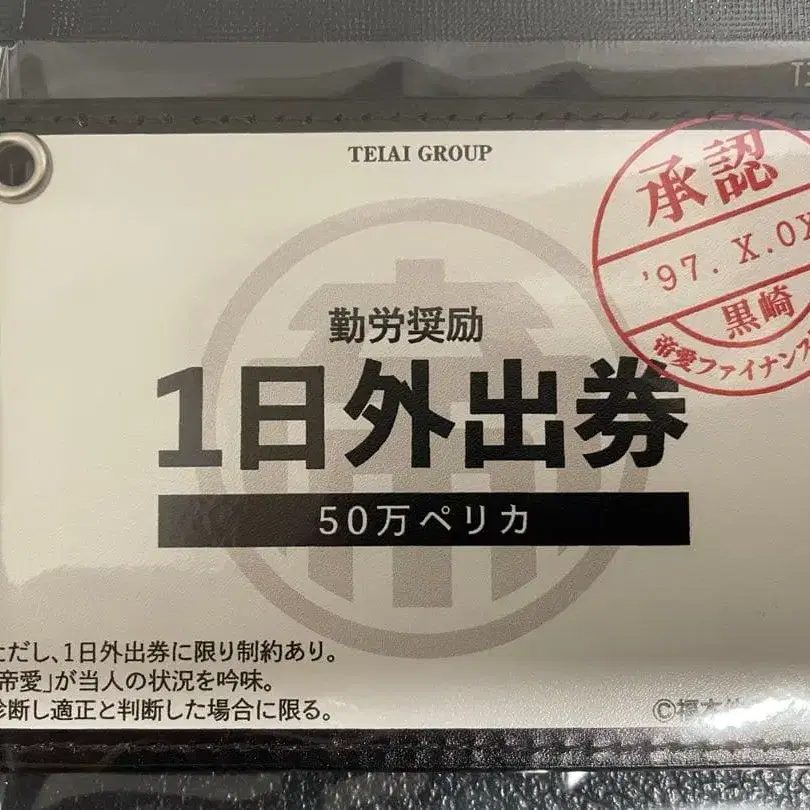 TEIAI GROUP
承認
'97. X.0X
黒崎
帝愛ファイナンス
勤労奨励
1日外出券
50万ペリカ
ただし、1日外出券に限り制約あり。
帝愛」が当人の状況を吟味。
診断し適正と判断した場合に限る。
©福本伸